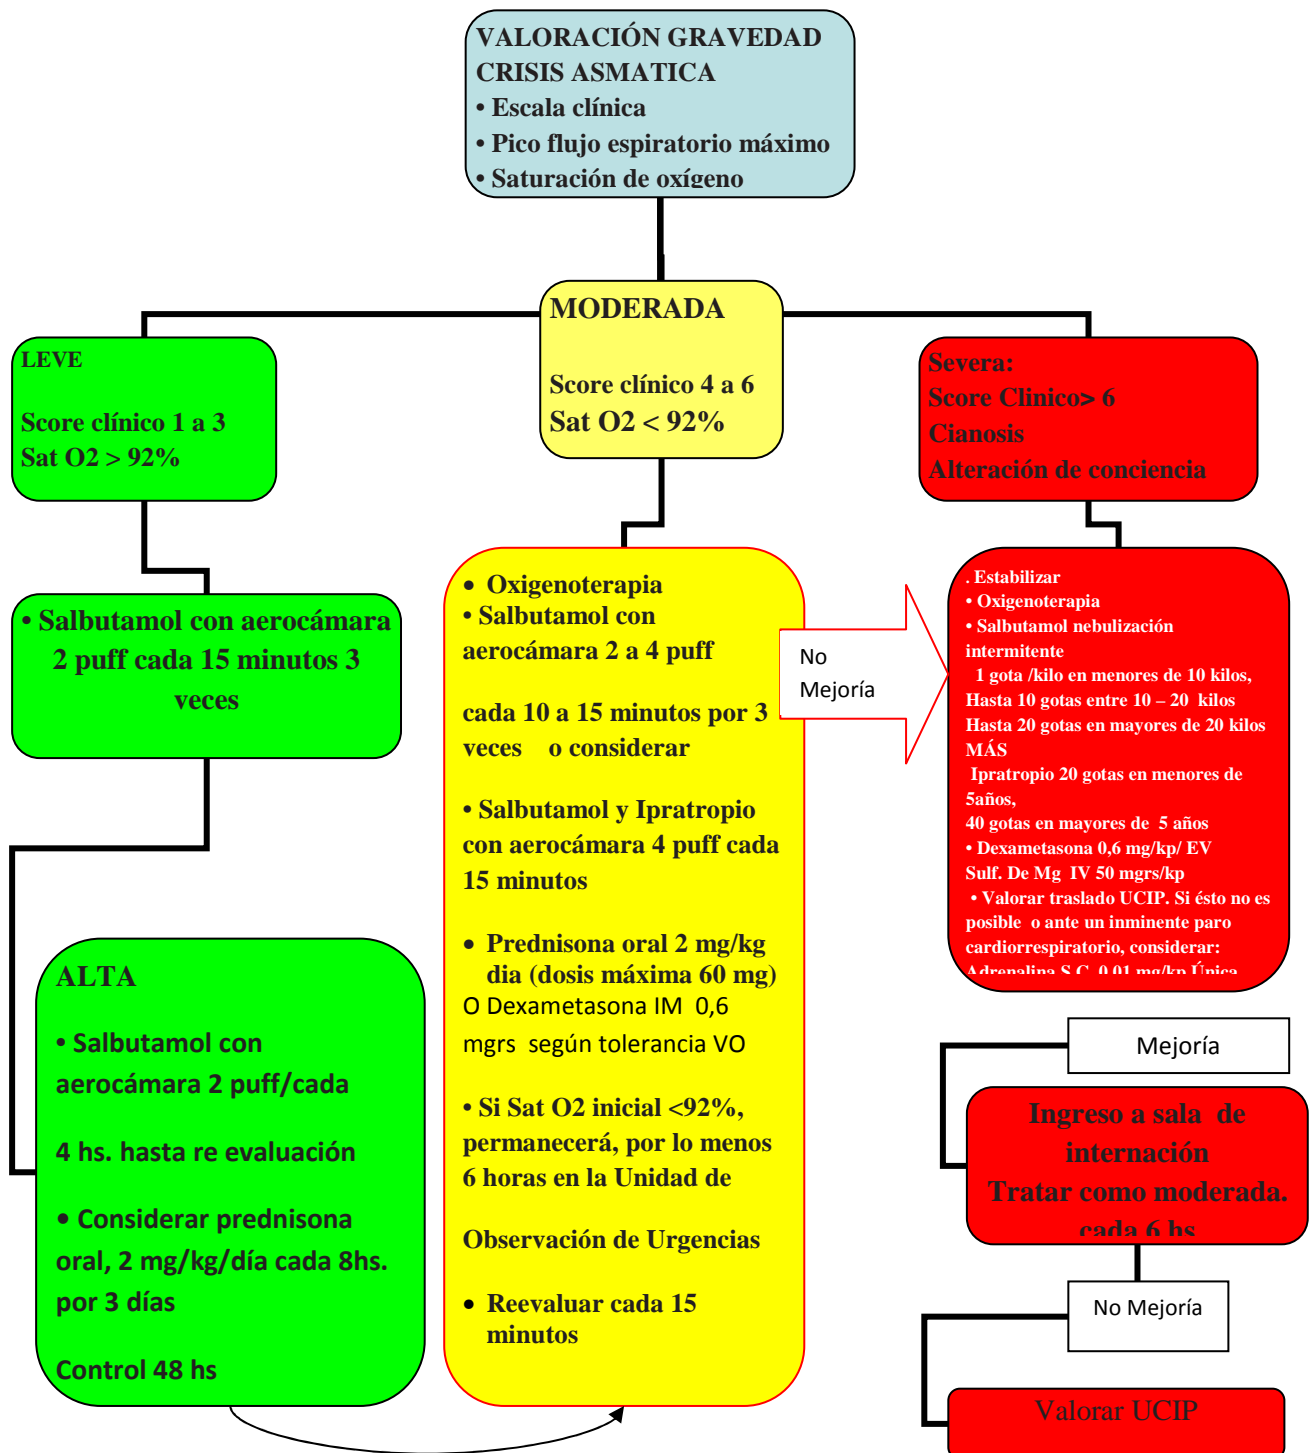 VALORACIÓN GRAVEDAD
CRISIS ASMATICA
• Escala clínica
• Pico flujo espiratorio máximo
• Saturación de oxígeno
MODERADA
Score clínico 4 a 6
Sat O2 < 92%
LEVE
Score clínico 1 a 3
Sat O2 > 92%
Severa:
Score Clinico> 6
Cianosis
Alteración de conciencia
• Salbutamol con aerocámara
2 puff cada 15 minutos 3
veces
• Oxigenoterapia
• Salbutamol con
aerocámara 2 a 4 puff
cada 10 a 15 minutos por 3
veces o considerar
• Salbutamol y Ipratropio
con aerocámara 4 puff cada
15 minutos
• Prednisona oral 2 mg/kg
dia (dosis máxima 60 mg)
O Dexametasona IM 0,6
mgrs según tolerancia VO
• Si Sat O2 inicial <92%,
permanecerá, por lo menos
6 horas en la Unidad de
Observación de Urgencias
• Reevaluar cada 15
minutos
No
Mejoría
. Estabilizar
• Oxigenoterapia
• Salbutamol nebulización
intermitente
1 gota /kilo en menores de 10 kilos,
Hasta 10 gotas entre 10 – 20 kilos
Hasta 20 gotas en mayores de 20 kilos
MÁS
Ipratropio 20 gotas en menores de
5años,
40 gotas en mayores de 5 años
• Dexametasona 0,6 mg/kp/ EV
Sulf. De Mg IV 50 mgrs/kp
• Valorar traslado UCIP. Si ésto no es
posible o ante un inminente paro
cardiorrespiratorio, considerar:
Adrenalina S.C. 0,01 mg/kp Única
ALTA
• Salbutamol con
aerocámara 2 puff/cada
4 hs. hasta re evaluación
• Considerar prednisona
oral, 2 mg/kg/día cada 8hs.
por 3 días
Control 48 hs
Mejoría
Ingreso a sala de
internación
Tratar como moderada.
cada 6 hs
No Mejoría
Valorar UCIP